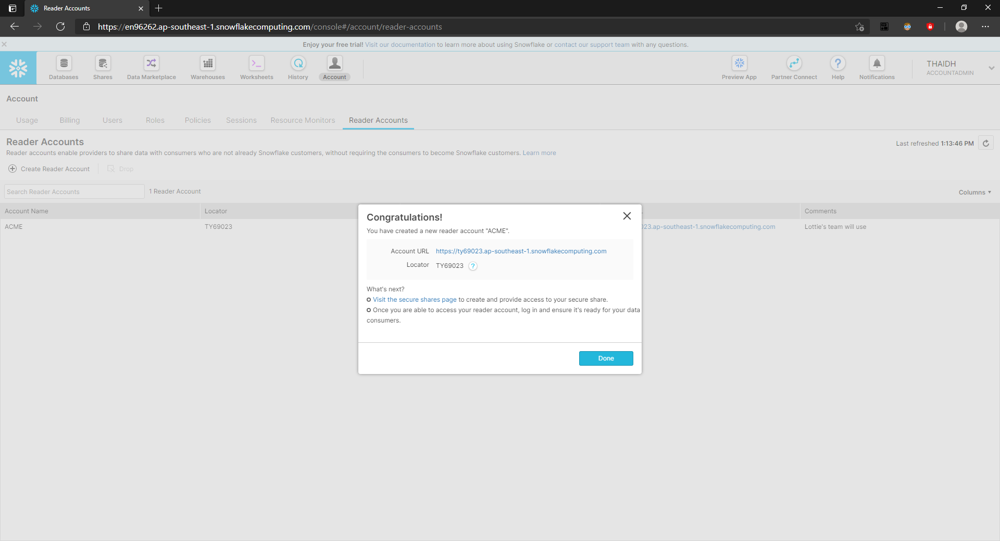 Reader Accounts
https://en96262.ap-southeast-1.snowflakecomputing.com/console#/account/reader-accounts
Enjoy your free trial! Visit our documentation to learn more about using Snowflake or contact our support team with any questions.
Databases
Shares
Data Marketplace
Warehouses
Worksheets
History
Account
Preview App
Partner Connect
Help
Notifications
THAIDH
ACCOUNTADMIN
Account
Usage
Billing
Users
Roles
Policies
Sessions
Resource Monitors
Reader Accounts
Reader Accounts
Last refreshed 1:13:46 PM
Reader accounts enable providers to share data with consumers who are not already Snowflake customers, without requiring the consumers to become Snowflake customers. Learn more
Create Reader Account
Drop
Search Reader Accounts
1 Reader Account
Columns
Account Name
Locator
Comments
ACME
TY69023
023.ap-southeast-1.snowflakecomputing.com
Lottie's team will use
Congratulations!
You have created a new reader account "ACME".
Account URL https://ty69023.ap-southeast-1.snowflakecomputing.com
Locator TY69023 ?
What's next?
Visit the secure shares page to create and provide access to your secure share.
Once you are able to access your reader account, log in and ensure it's ready for your data
consumers.
Done